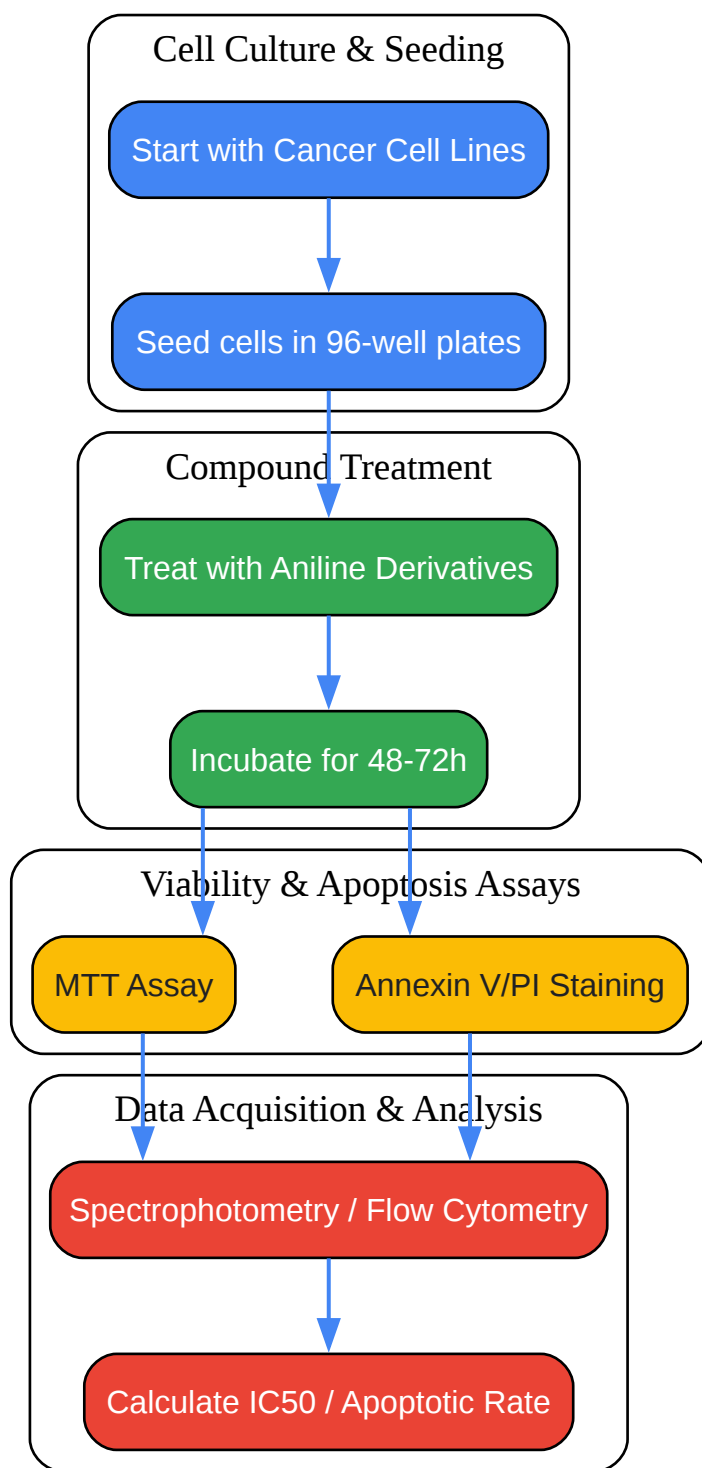 Cell Culture & Seeding
Start with Cancer Cell Lines
Seed cells in 96-well plates
Compound Treatment
Treat with Aniline Derivatives
Incubate for 48-72h
Viability & Apoptosis Assays
MTT Assay
Annexin V/PI Staining
Data Acquisition & Analysis
Spectrophotometry / Flow Cytometry
Calculate IC50 / Apoptotic Rate